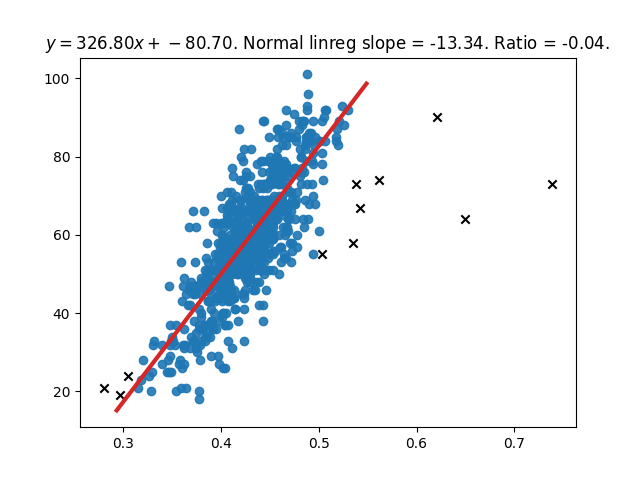 y = 326.80x + −80.70. Normal linreg slope = -13.34. Ratio = -0.04.
100
80
60
40
20
0.3 0.4 0.5 0.6 0.7